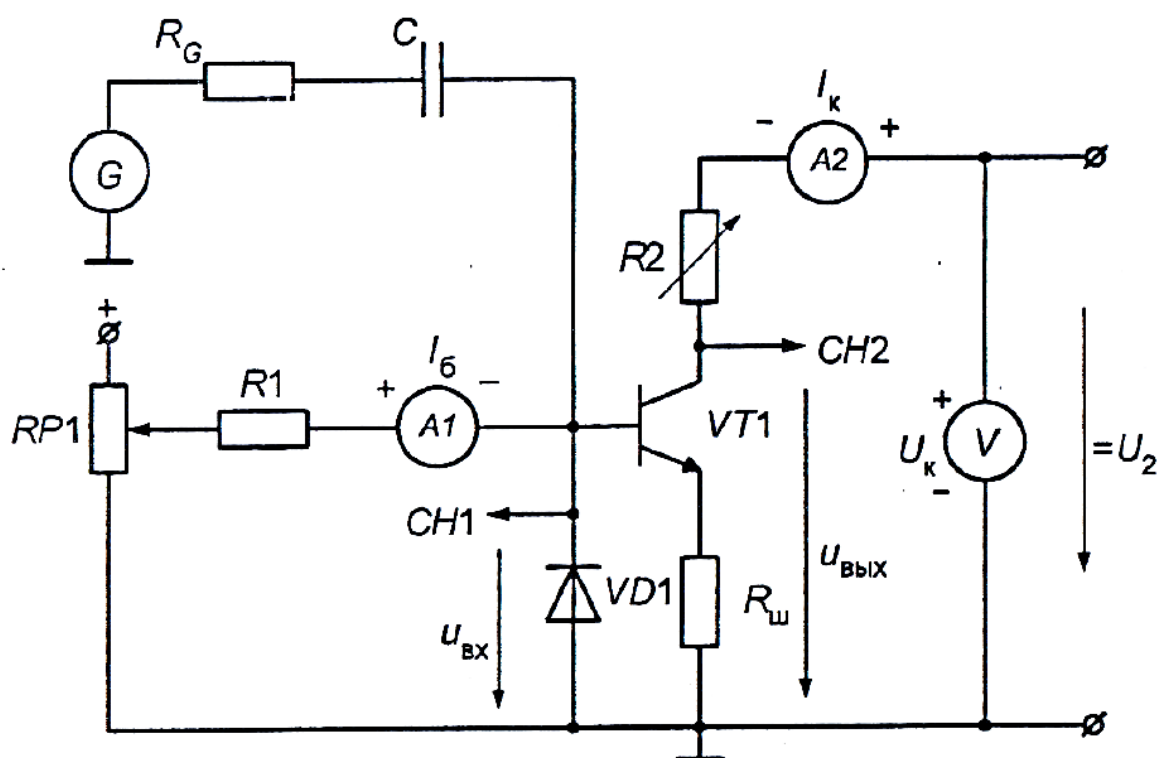 R_G
C
I_к
- A2 +
G
R2
+
CH2
I_б
R1
+ A1 -
RP1
VT1
+
U_к V
-
=U_2
CH1
u_вых
VD1
R_ш
u_вх